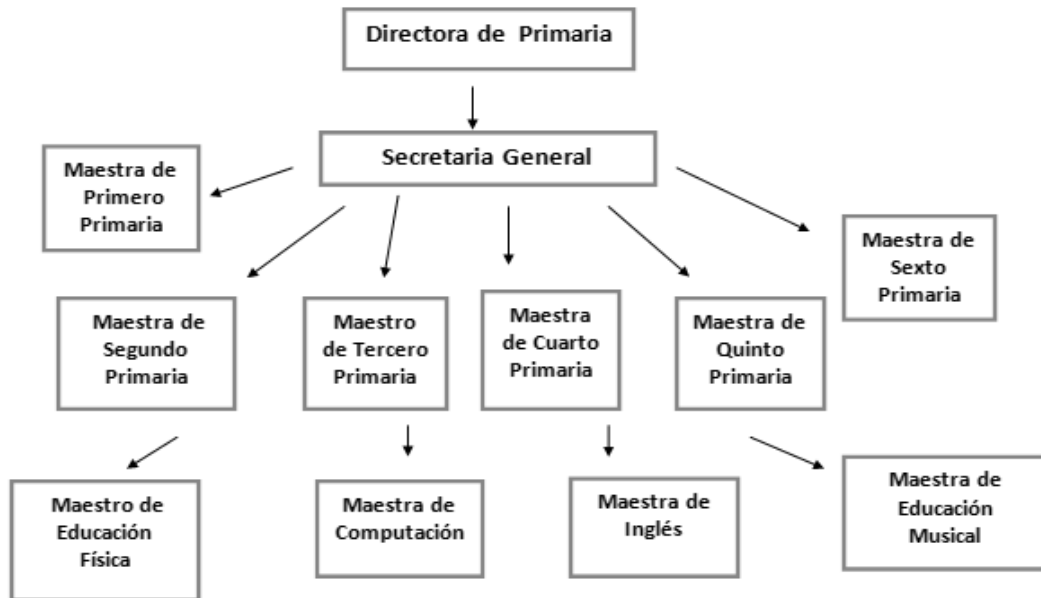 Directora de Primaria
Secretaria General
Maestra de
Primero
Primaria
Maestra de
Sexto
Primaria
Maestra de
Segundo
Primaria
Maestro
de Tercero
Primaria
Maestra
de Cuarto
Primaria
Maestra de
Quinto
Primaria
Maestro de
Educación
Física
Maestra de
Computación
Maestra de
Inglés
Maestra de
Educación
Musical